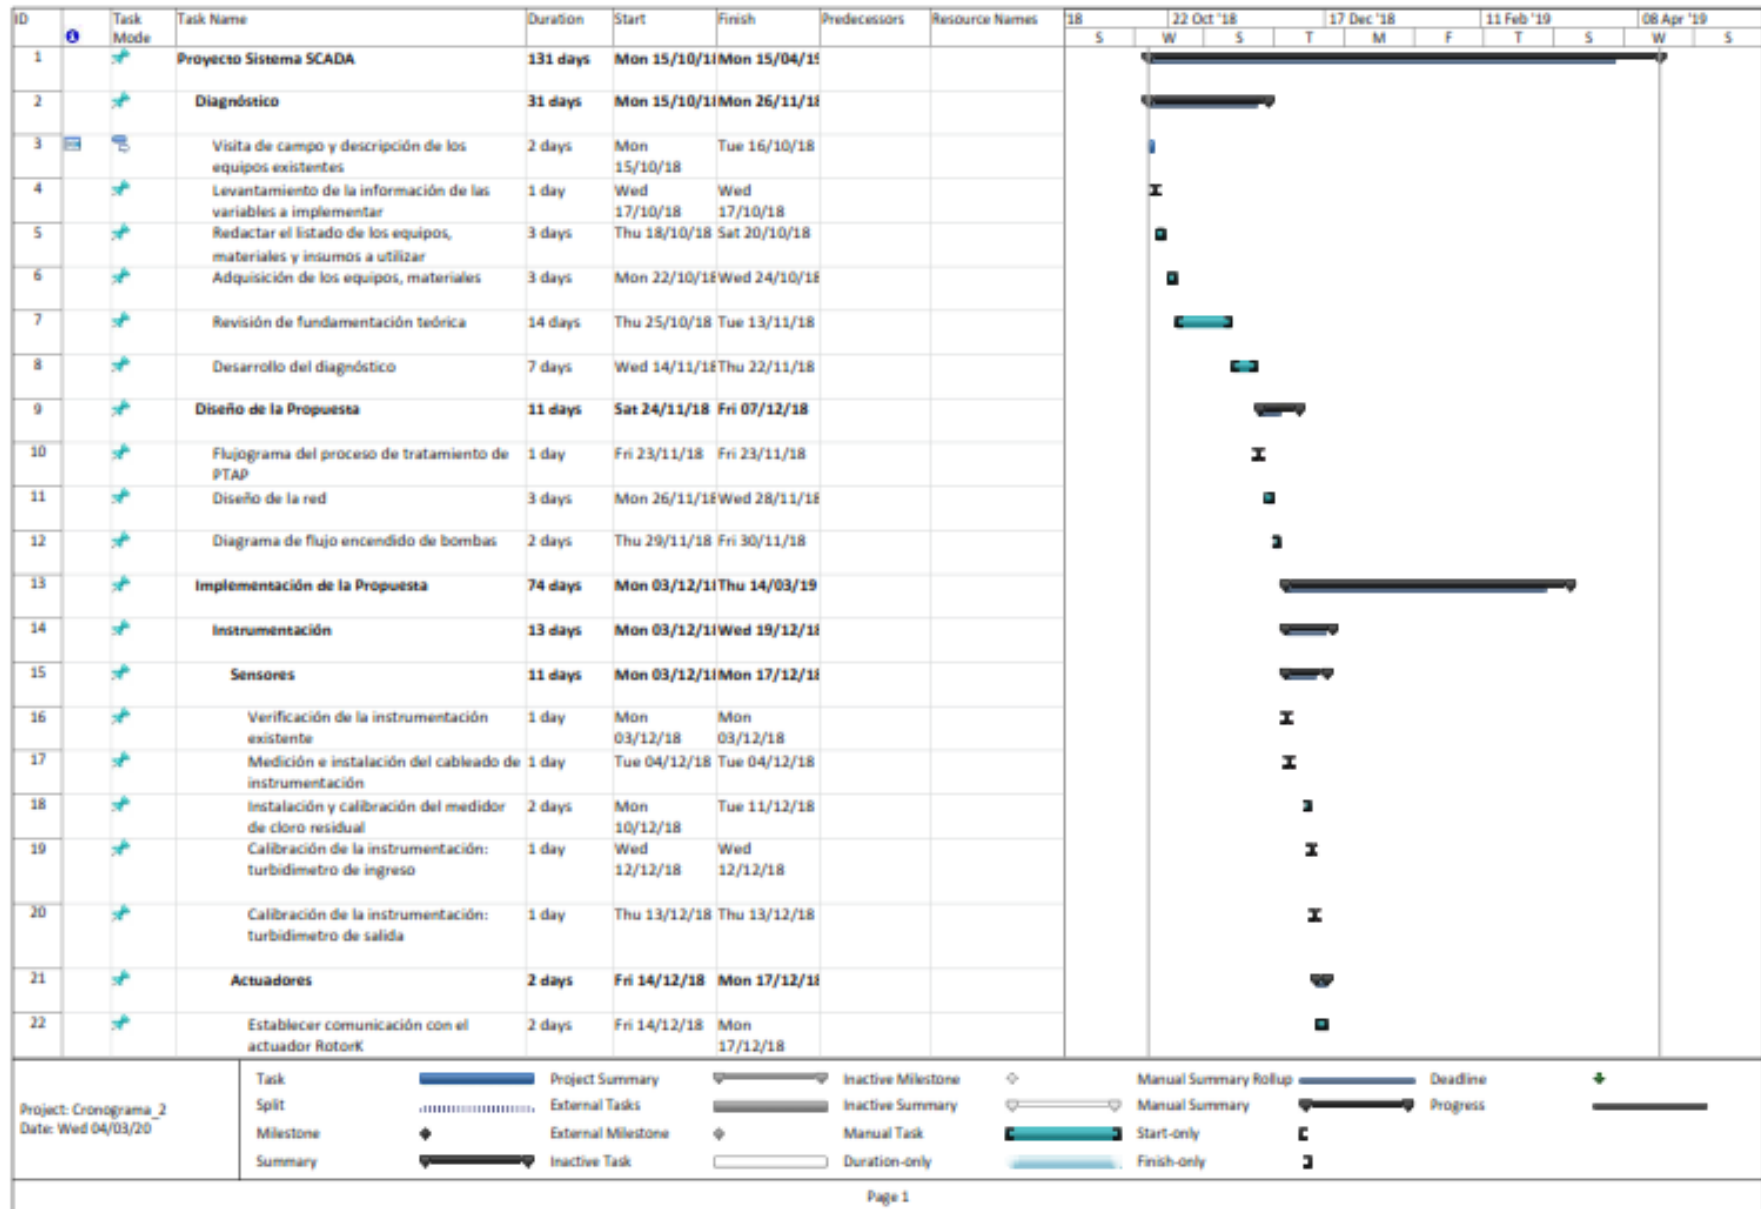 ID Task Mode Task Name Duration Start Finish Predecessors Resource Names '18 22 Oct '18 17 Dec '18 11 Feb '19 08 Apr '19
S W S T M F T S W S
1 Proyecto Sistema SCADA 131 days Mon 15/10/18 Mon 15/04/19
2 Diagnóstico 31 days Mon 15/10/18 Mon 26/11/18
3 Visita de campo y descripción de los equipos existentes 2 days Mon 15/10/18 Tue 16/10/18
4 Levantamiento de la información de las variables a implementar 1 day Wed 17/10/18 Wed 17/10/18
5 Redactar el listado de los equipos, materiales y insumos a utilizar 3 days Thu 18/10/18 Sat 20/10/18
6 Adquisición de los equipos, materiales 3 days Mon 22/10/18 Wed 24/10/18
7 Revisión de fundamentación teórica 14 days Thu 25/10/18 Tue 13/11/18
8 Desarrollo del diagnóstico 7 days Wed 14/11/18 Thu 22/11/18
9 Diseño de la Propuesta 11 days Sat 24/11/18 Fri 07/12/18
10 Flujograma del proceso de tratamiento de PTAP 1 day Fri 23/11/18 Fri 23/11/18
11 Diseño de la red 3 days Mon 26/11/18 Wed 28/11/18
12 Diagrama de flujo encendido de bombas 2 days Thu 29/11/18 Fri 30/11/18
13 Implementación de la Propuesta 74 days Mon 03/12/18 Thu 14/03/19
14 Instrumentación 13 days Mon 03/12/18 Wed 19/12/18
15 Sensores 11 days Mon 03/12/18 Mon 17/12/18
16 Verificación de la instrumentación existente 1 day Mon 03/12/18 Mon 03/12/18
17 Medición e instalación del cableado de instrumentación 1 day Tue 04/12/18 Tue 04/12/18
18 Instalación y calibración del medidor de cloro residual 2 days Mon 10/12/18 Tue 11/12/18
19 Calibración de la instrumentación: turbidimetro de ingreso 1 day Wed 12/12/18 Wed 12/12/18
20 Calibración de la instrumentación: turbidimetro de salida 1 day Thu 13/12/18 Thu 13/12/18
21 Actuadores 2 days Fri 14/12/18 Mon 17/12/18
22 Establecer comunicación con el actuador RotorK 2 days Fri 14/12/18 Mon 17/12/18
Project: Cronograma_2
Date: Wed 04/03/20
Task Project Summary Inactive Milestone Manual Summary Rollup Deadline
Split External Tasks Inactive Summary Manual Summary Progress
Milestone External Milestone Manual Task Start-only
Summary Inactive Task Duration-only Finish-only
Page 1